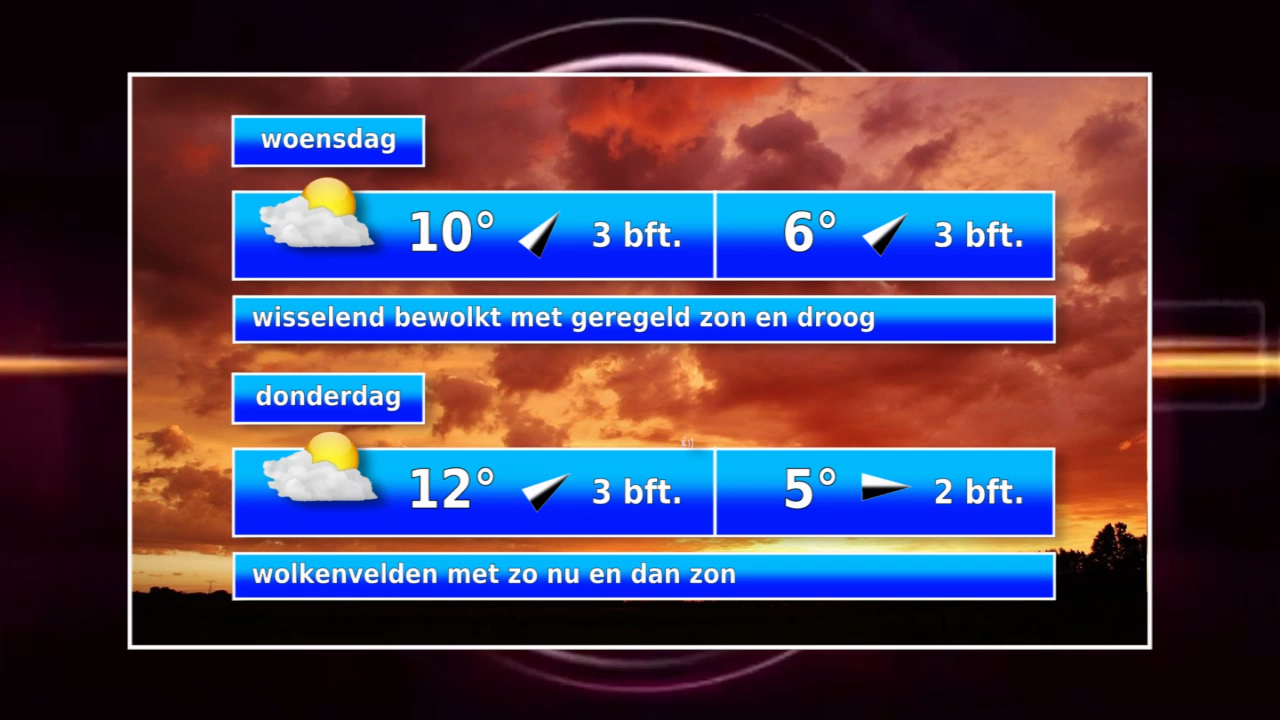 woensdag
10° 3 bft. 6° 3 bft.
wisselend bewolkt met geregeld zon en droog
donderdag
12° 3 bft. 5° 2 bft.
wolkenvelden met zo nu en dan zon